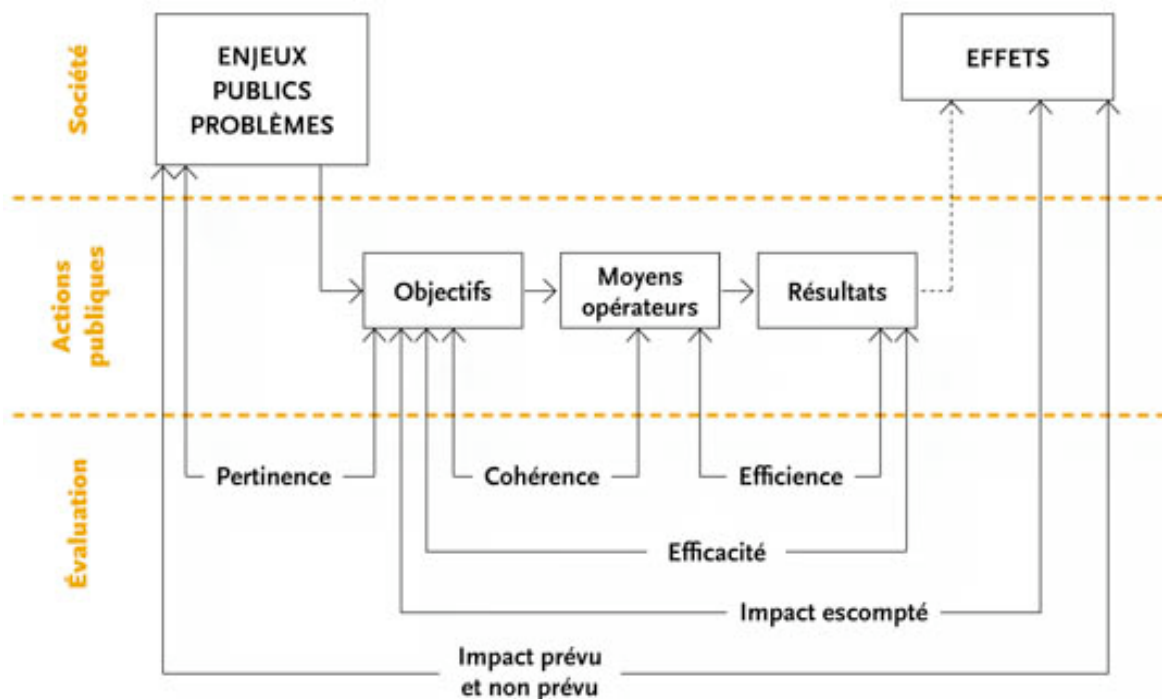 Société
ENJEUX
PUBLICS
PROBLÈMES
EFFETS
Actions
publiques
Objectifs
Moyens
opérateurs
Résultats
Évaluation
Pertinence
Cohérence
Efficience
Efficacité
Impact escompté
Impact prévu
et non prévu